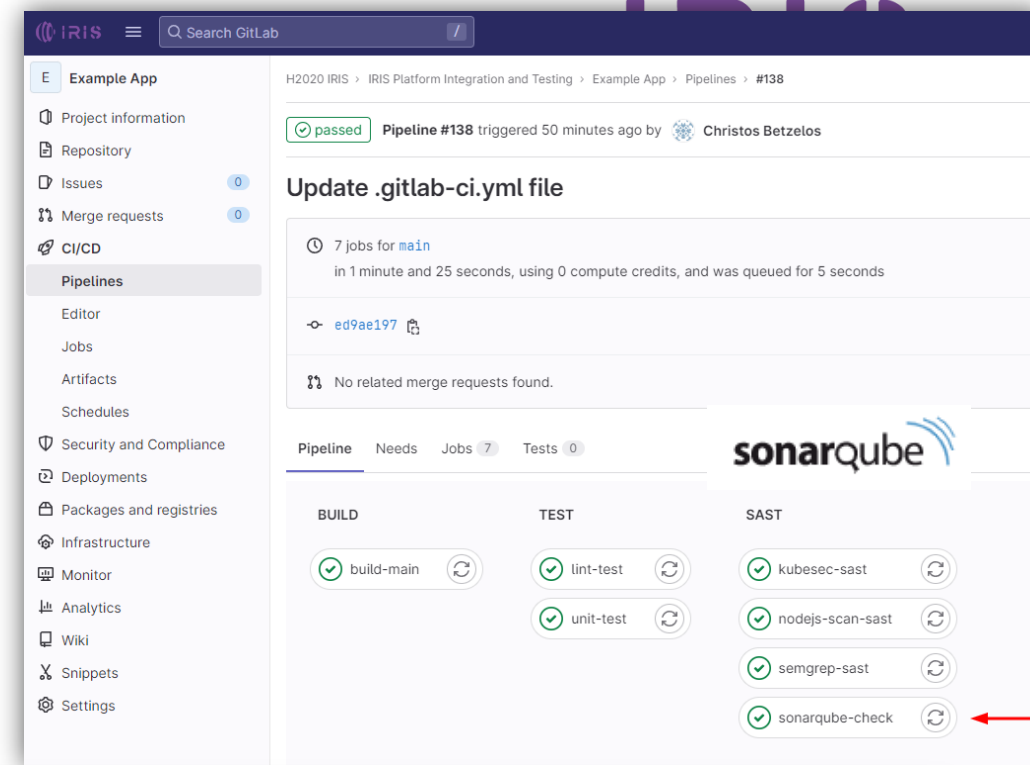 IRIS
IRIS
Search GitLab /
E Example App
Project information
Repository
Issues 0
Merge requests 0
CI/CD
Pipelines
Editor
Jobs
Artifacts
Schedules
Security and Compliance
Deployments
Packages and registries
Infrastructure
Monitor
Analytics
Wiki
Snippets
Settings
H2020 IRIS › IRIS Platform Integration and Testing › Example App › Pipelines › #138
passed Pipeline #138 triggered 50 minutes ago by Christos Betzelos
Update .gitlab-ci.yml file
7 jobs for main
in 1 minute and 25 seconds, using 0 compute credits, and was queued for 5 seconds
ed9ae197
No related merge requests found.
Pipeline Needs Jobs 7 Tests 0
sonarqube
BUILD TEST SAST
build-main lint-test kubesec-sast
unit-test nodejs-scan-sast
semgrep-sast
sonarqube-check